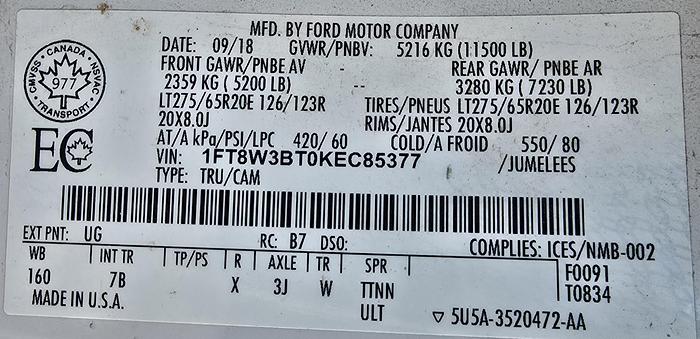 MFD. BY FORD MOTOR COMPANY
DATE: 09/18 GVWR/PNBV: 5216 KG (11500 LB)
FRONT GAWR/PNBE AV - REAR GAWR/ PNBE AR
2359 KG ( 5200 LB) - 3280 KG ( 7230 LB)
LT275/65R20E 126/123R TIRES/PNEUS LT275/65R20E 126/123R
20X8.0J RIMS/JANTES 20X8.0J
AT/A kPa/PSI/LPC 420/ 60 COLD/A FROID 550/ 80
VIN: 1FT8W3BT0KEC85377 /JUMELEES
TYPE: TRU/CAM
CANADA
CMVSS · NSVAC
977
TRANSPORT
EC
EXT PNT: UG RC: B7 DSO: COMPLIES: ICES/NMB-002
WB INT TR TP/PS R AXLE TR SPR F0091
160 7B X 3J W TTNN T0834
MADE IN U.S.A. ULT ▽ 5U5A-3520472-AA